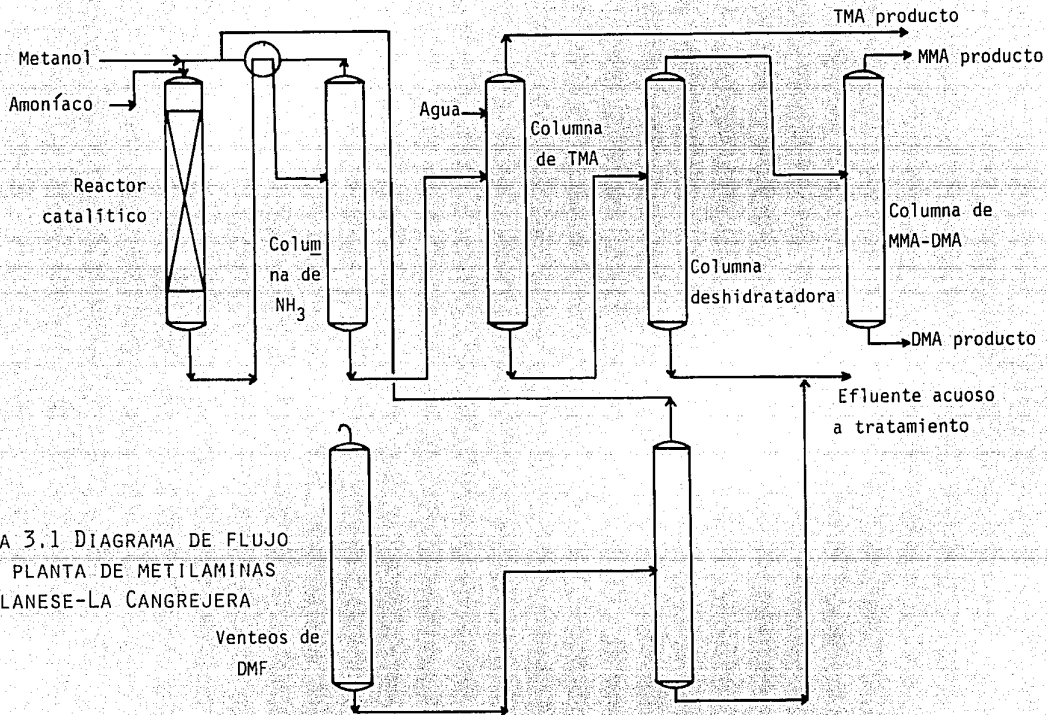 TMA producto
Metanol
MMA producto
Amoníaco
Agua
Columna
de TMA
Reactor
catalítico
Colum
na de
NH3
Columna
deshidratadora
Columna de
MMA-DMA
DMA producto
Efluente acuoso
a tratamiento
A 3.1 DIAGRAMA DE FLUJO
PLANTA DE METILAMINAS
LANESE-LA CANGREJERA
Venteos de
DMF